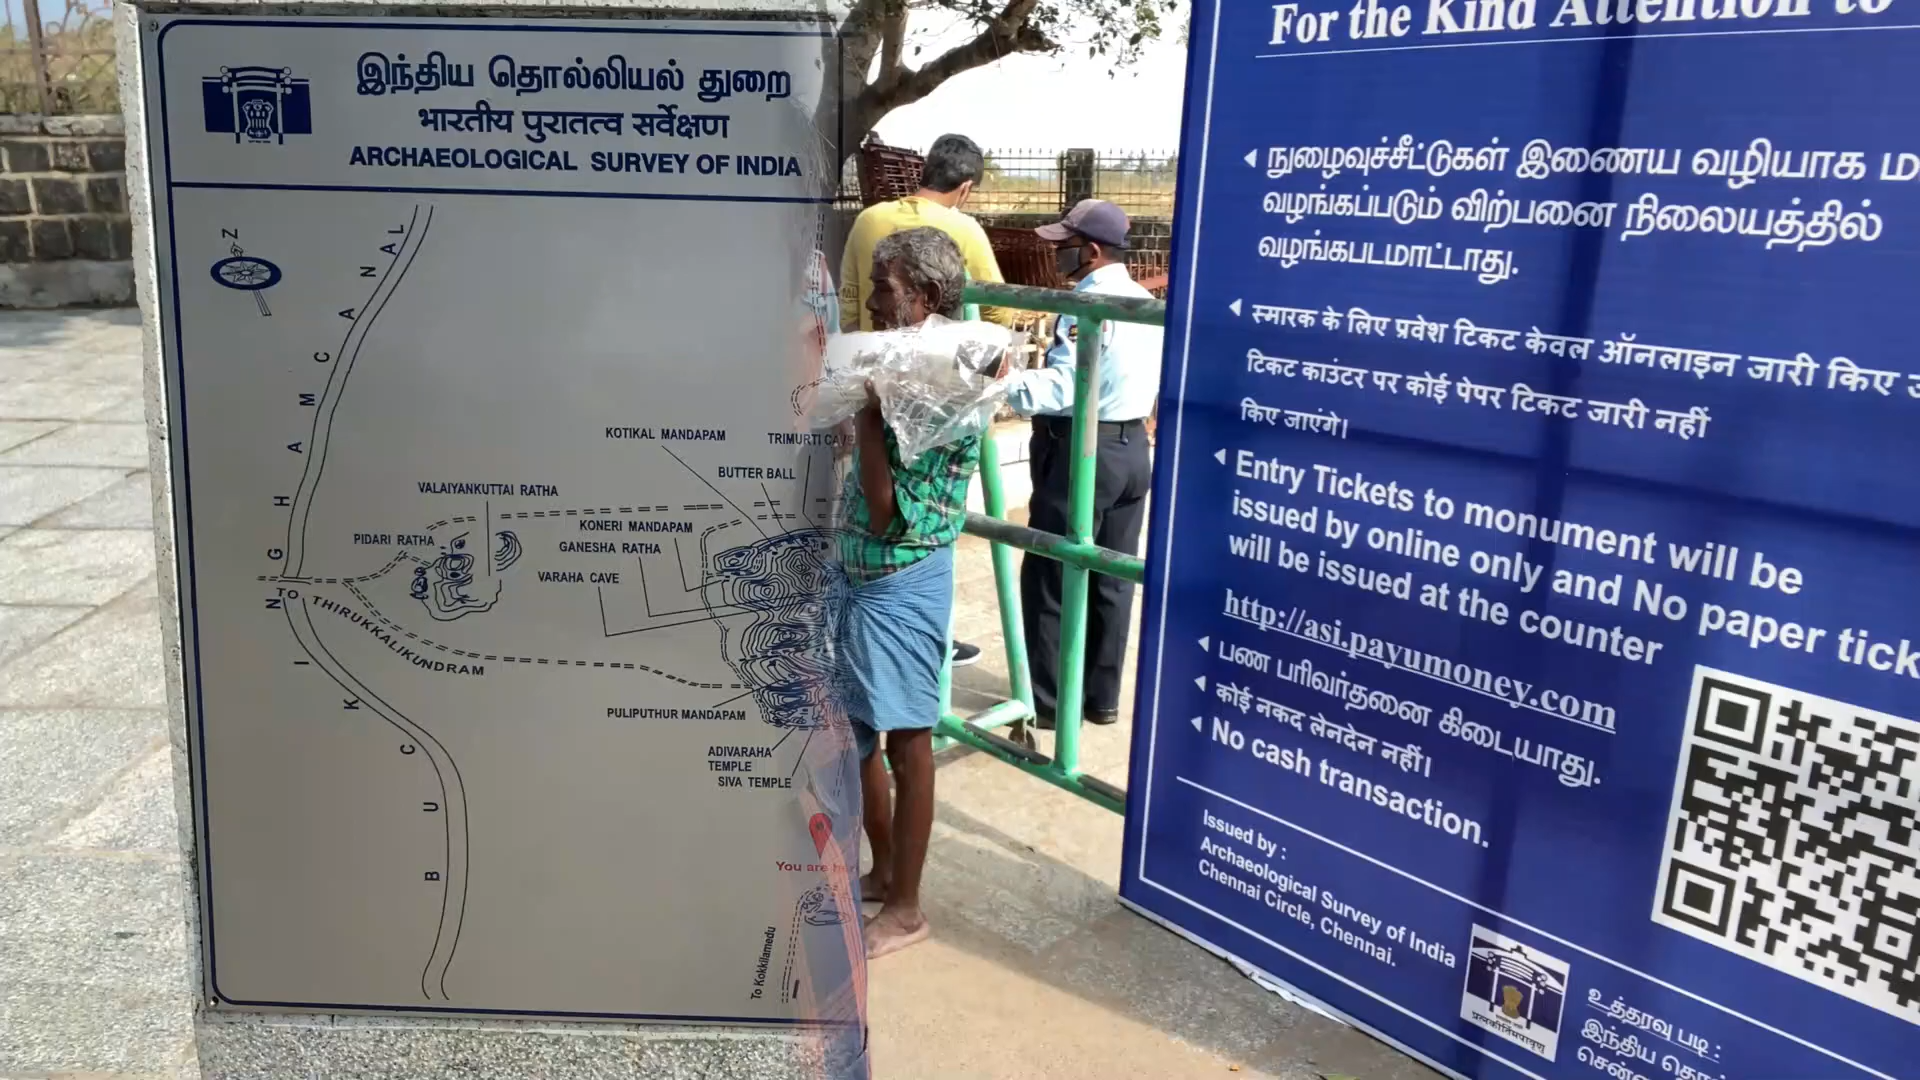 இந்திய தொல்லியல் துறை
भारतीय पुरातत्व सर्वेक्षण
ARCHAEOLOGICAL SURVEY OF INDIA
N
BUCKINGHAM CANAL
KOTIKAL MANDAPAM
TRIMURTI CAVE
BUTTER BALL
VALAIYANKUTTAI RATHA
KONERI MANDAPAM
PIDARI RATHA
GANESHA RATHA
VARAHA CAVE
TO THIRUKKALIKUNDRAM
PULIPUTHUR MANDAPAM
ADIVARAHA
TEMPLE
SIVA TEMPLE
You are
To Kokkilamedu
For the Kind Attention to
நுழைவுச்சீட்டுகள் இணைய வழியாக
வழங்கப்படும் விற்பனை நிலையத்தில்
வழங்கபடமாட்டாது.
स्मारक के लिए प्रवेश टिकट केवल ऑनलाइन जारी किए
टिकट काउंटर पर कोई पेपर टिकट जारी नहीं
किए जाएंगे।
Entry Tickets to monument will be
issued by online only and No paper tick
will be issued at the counter
http://asi.payumoney.com
பண பரிவர்தனை கிடையாது.
कोई नकद लेनदेन नहीं।
No cash transaction.
Issued by :
Archaeological Survey of India
Chennai Circle, Chennai.
உத்தரவு படி :
இந்திய